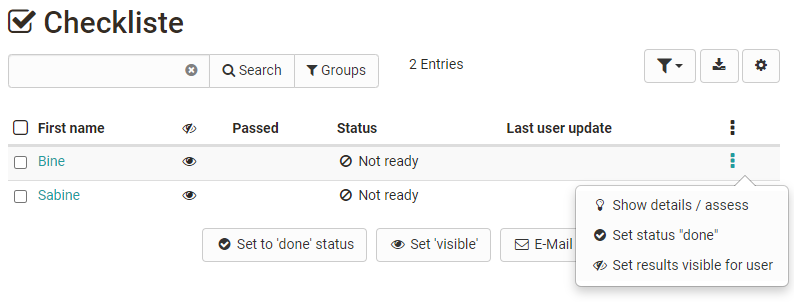 Checkliste
Search Groups 2 Entries
First name Passed Status Last user update
Bine Not ready
Sabine Not ready
Show details / assess
Set status "done"
Set results visible for user
Set to 'done' status Set 'visible' E-Mail